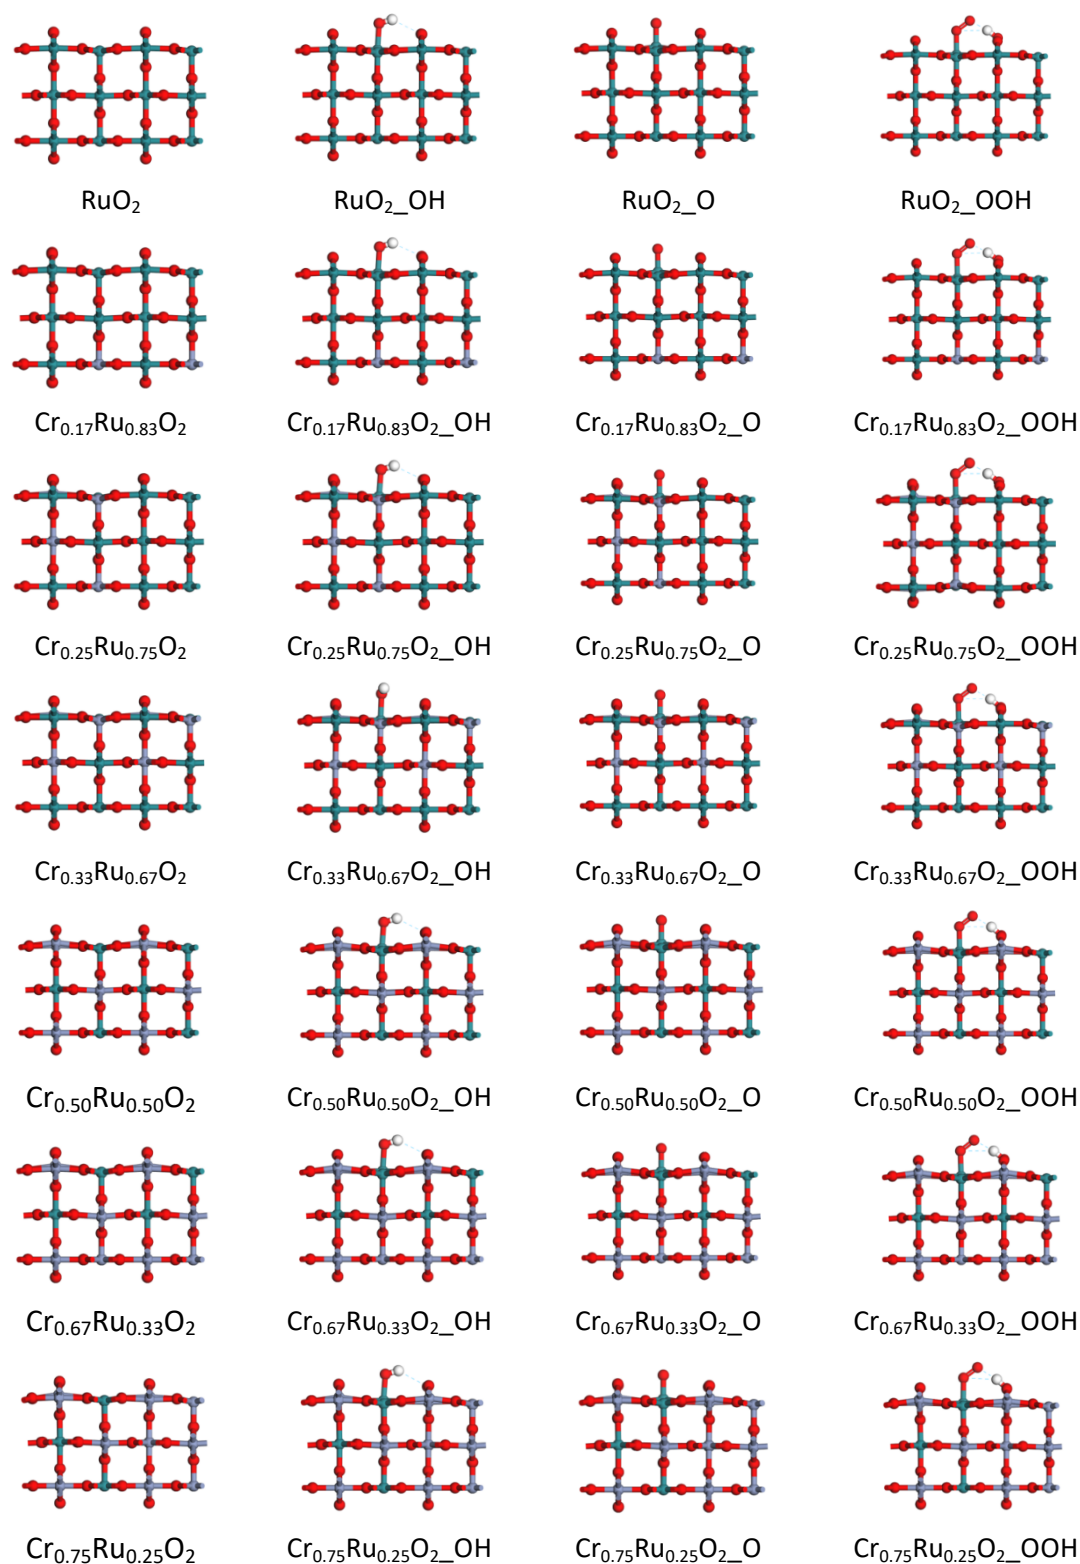 RuO₂ RuO₂_OH RuO₂_O RuO₂_OOH
Cr₀.₁₇Ru₀.₈₃O₂ Cr₀.₁₇Ru₀.₈₃O₂_OH Cr₀.₁₇Ru₀.₈₃O₂_O Cr₀.₁₇Ru₀.₈₃O₂_OOH
Cr₀.₂₅Ru₀.₇₅O₂ Cr₀.₂₅Ru₀.₇₅O₂_OH Cr₀.₂₅Ru₀.₇₅O₂_O Cr₀.₂₅Ru₀.₇₅O₂_OOH
Cr₀.₃₃Ru₀.₆₇O₂ Cr₀.₃₃Ru₀.₆₇O₂_OH Cr₀.₃₃Ru₀.₆₇O₂_O Cr₀.₃₃Ru₀.₆₇O₂_OOH
Cr₀.₅₀Ru₀.₅₀O₂ Cr₀.₅₀Ru₀.₅₀O₂_OH Cr₀.₅₀Ru₀.₅₀O₂_O Cr₀.₅₀Ru₀.₅₀O₂_OOH
Cr₀.₆₇Ru₀.₃₃O₂ Cr₀.₆₇Ru₀.₃₃O₂_OH Cr₀.₆₇Ru₀.₃₃O₂_O Cr₀.₆₇Ru₀.₃₃O₂_OOH
Cr₀.₇₅Ru₀.₂₅O₂ Cr₀.₇₅Ru₀.₂₅O₂_OH Cr₀.₇₅Ru₀.₂₅O₂_O Cr₀.₇₅Ru₀.₂₅O₂_OOH